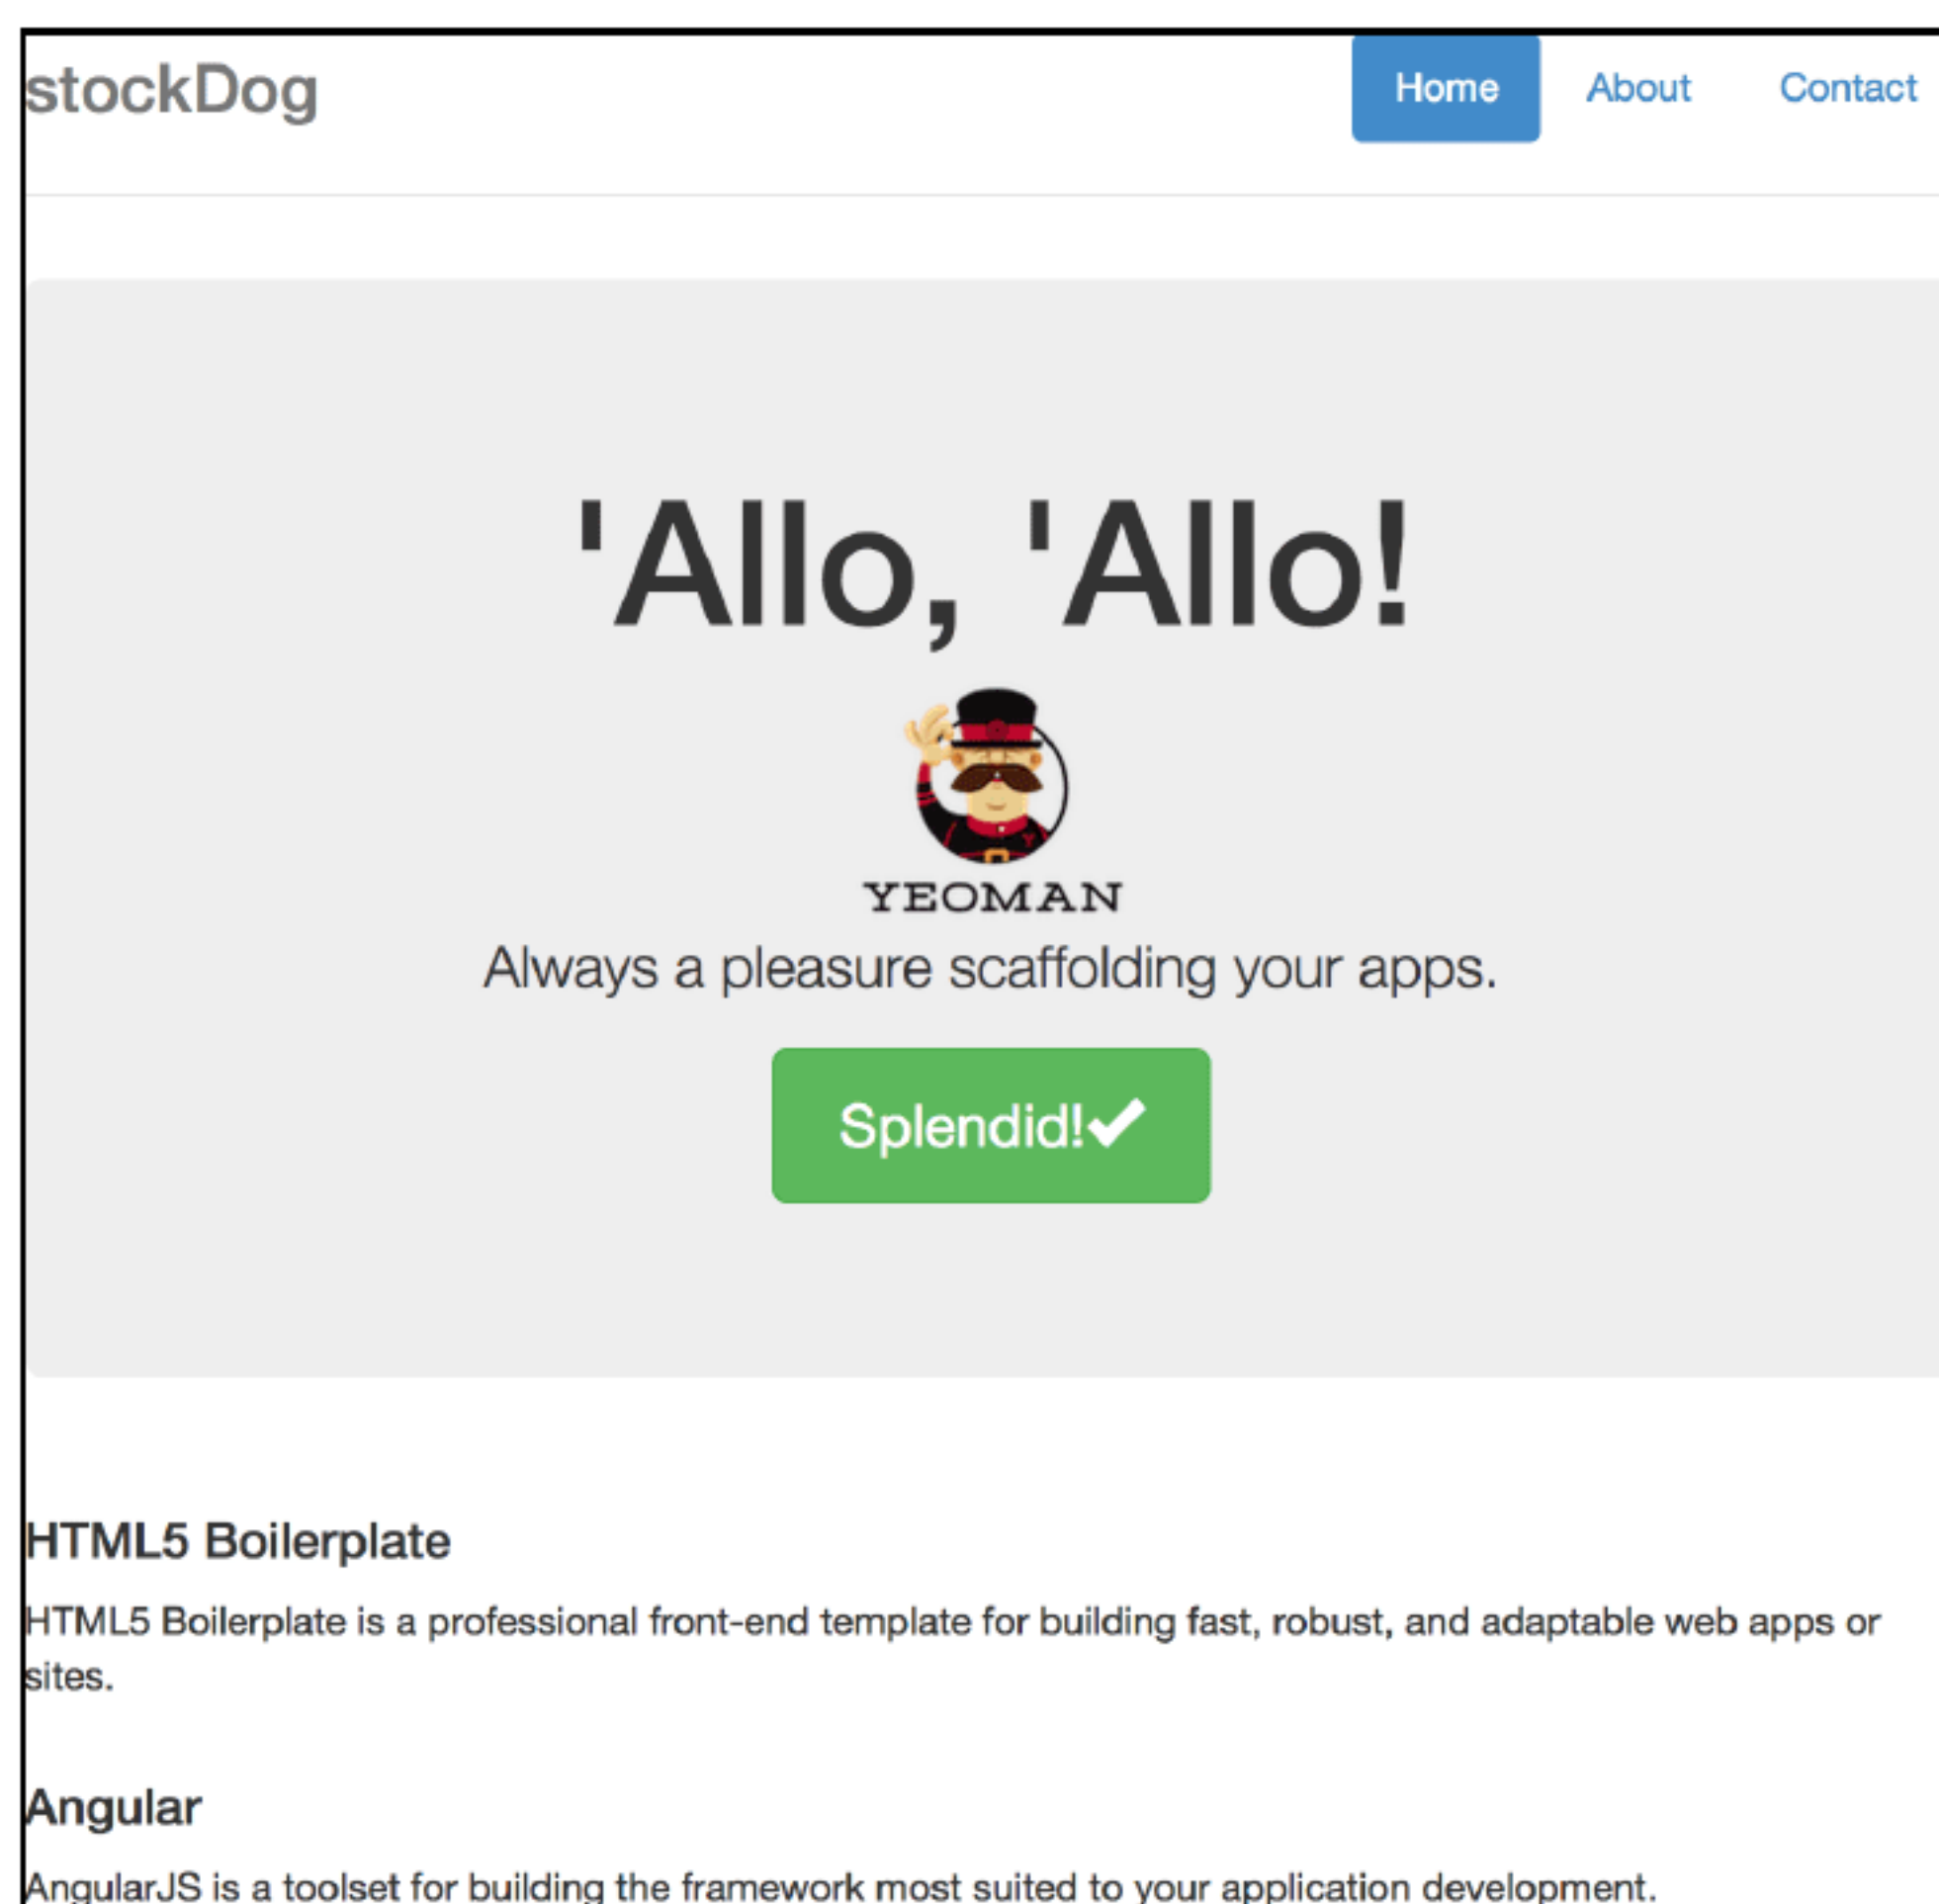 stockDog
Home About Contact
'Allo, 'Allo!
YEOMAN
Always a pleasure scaffolding your apps.
Splendid!✔
HTML5 Boilerplate
HTML5 Boilerplate is a professional front-end template for building fast, robust, and adaptable web apps or
sites.
Angular
AngularJS is a toolset for building the framework most suited to your application development.